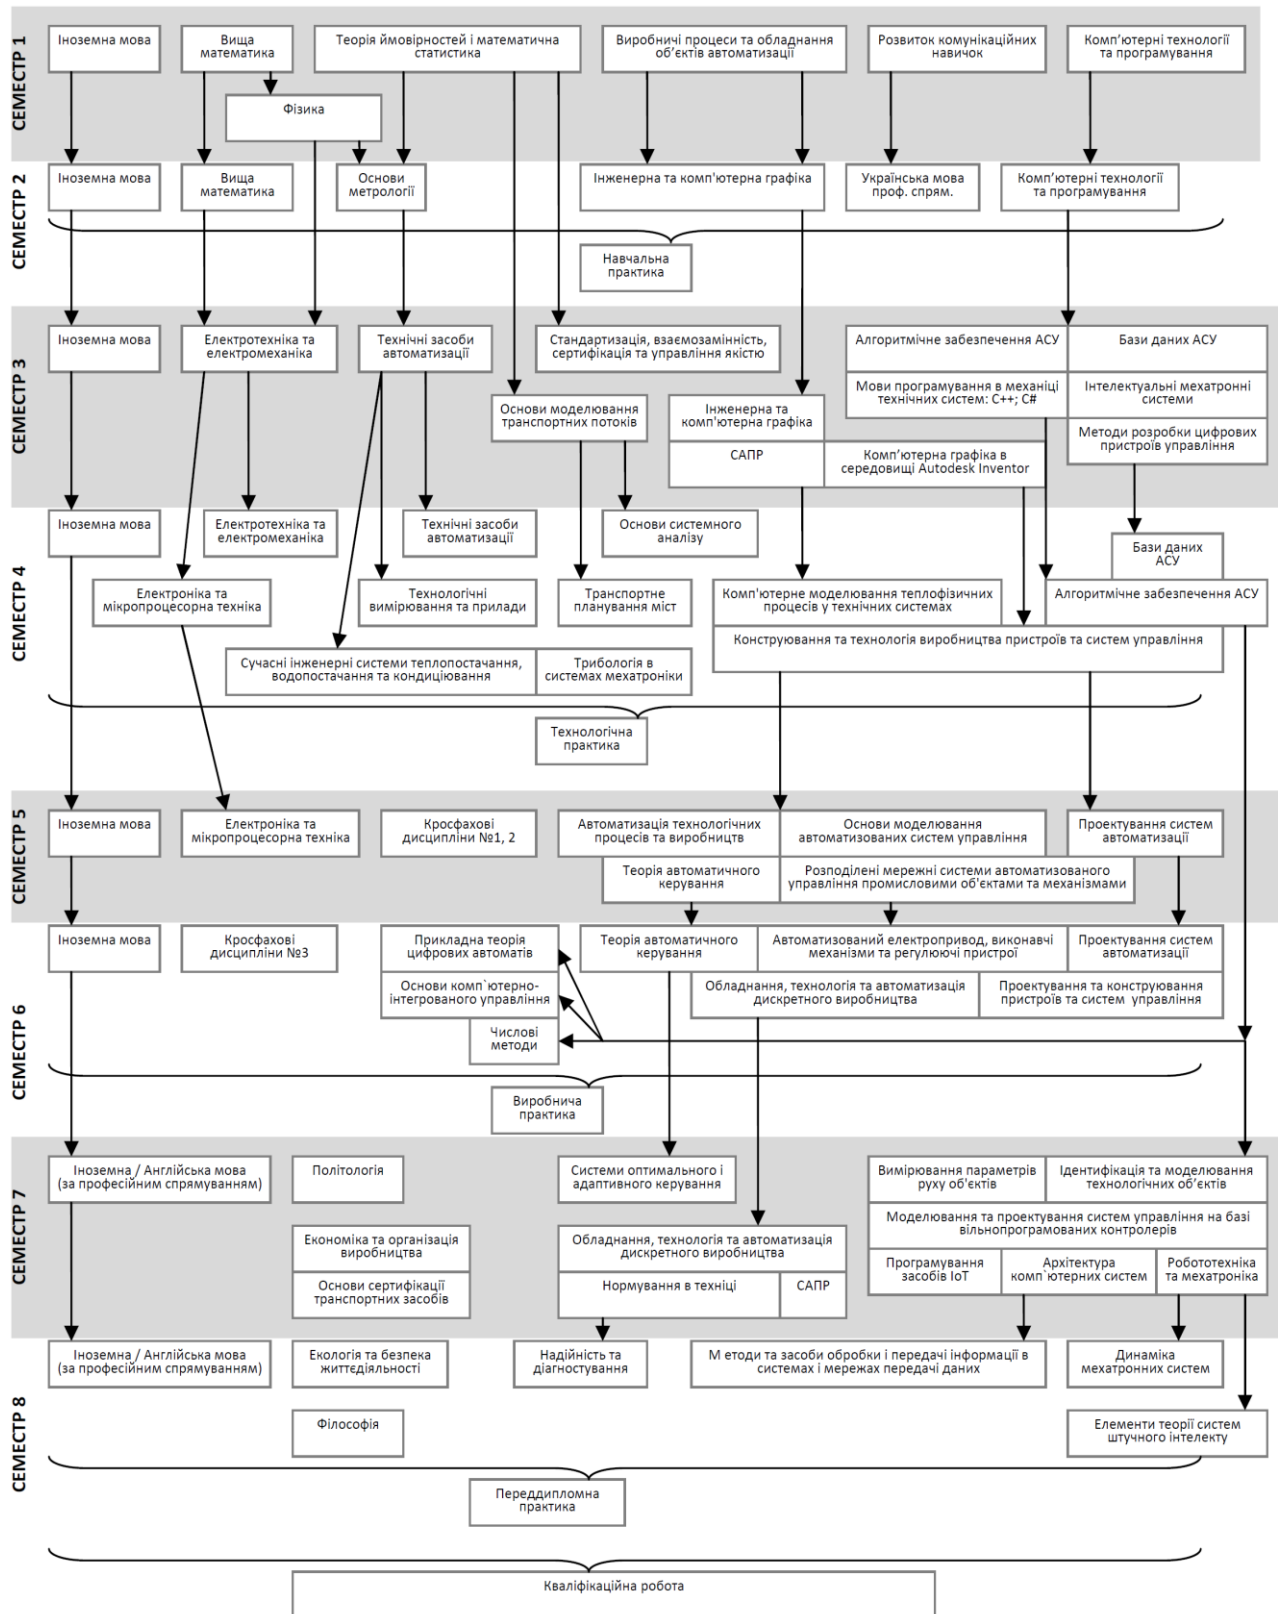 СЕМЕСТР 1
Іноземна мова
Вища
математика
Теорія ймовірностей і математична
статистика
Виробничі процеси та обладнання
об’єктів автоматизації
Розвиток комунікаційних
навичок
Комп’ютерні технології
та програмування
Фізика
СЕМЕСТР 2
Іноземна мова
Вища
математика
Основи
метрології
Інженерна та комп'ютерна графіка
Українська мова
проф. спрям.
Комп’ютерні технології
та програмування
Навчальна
практика
СЕМЕСТР 3
Іноземна мова
Електротехніка та
електромеханіка
Технічні засоби
автоматизації
Стандартизація, взаємозамінність,
сертифікація та управління якістю
Алгоритмічне забезпечення АСУ
Бази даних АСУ
Мови програмування в механіці
технічних систем: C++; C#
Інтелектуальні мехатронні
системи
Основи моделювання
транспортних потоків
Інженерна та
комп'ютерна графіка
Методи розробки цифрових
пристроїв управління
САПР
Комп’ютерна графіка в
середовищі Autodesk Inventor
СЕМЕСТР 4
Іноземна мова
Електротехніка та
електромеханіка
Технічні засоби
автоматизації
Основи системного
аналізу
Бази даних
АСУ
Електроніка та
мікропроцесорна техніка
Технологічні
вимірювання та прилади
Транспортне
планування міст
Комп'ютерне моделювання теплофізичних
процесів у технічних системах
Алгоритмічне забезпечення АСУ
Конструювання та технологія виробництва пристроїв та систем управління
Сучасні інженерні системи теплопостачання,
водопостачання та кондиціювання
Трибологія в
системах мехатроніки
Технологічна
практика
СЕМЕСТР 5
Іноземна мова
Електроніка та
мікропроцесорна техніка
Кросфахові
дисципліни №1, 2
Автоматизація технологічних
процесів та виробництв
Основи моделювання
автоматизованих систем управління
Проектування систем
автоматизації
Теорія автоматичного
керування
Розподілені мережні системи автоматизованого
управління промисловими об'єктами та механізмами
СЕМЕСТР 6
Іноземна мова
Кросфахові
дисципліни №3
Прикладна теорія
цифрових автоматів
Теорія автоматичного
керування
Автоматизований електропривод, виконавчі
механізми та регулюючі пристрої
Проектування систем
автоматизації
Основи комп`ютерно-
інтегрованого управління
Обладнання, технологія та автоматизація
дискретного виробництва
Проектування та конструювання
пристроїв та систем управління
Числові
методи
Виробнича
практика
СЕМЕСТР 7
Іноземна / Англійська мова
(за професійним спрямуванням)
Політологія
Системи оптимального і
адаптивного керування
Вимірювання параметрів
руху об'єктів
Ідентифікація та моделювання
технологічних об’єктів
Моделювання та проектування систем управління на базі
вільнопрограмованих контролерів
Економіка та організація
виробництва
Обладнання, технологія та автоматизація
дискретного виробництва
Програмування
засобів IoT
Архітектура
комп`ютерних систем
Робототехніка
та мехатроніка
Основи сертифікації
транспортних засобів
Нормування в техніці
САПР
СЕМЕСТР 8
Іноземна / Англійська мова
(за професійним спрямуванням)
Екологія та безпека
життєдіяльності
Надійність та
діагностування
М етоди та засоби обробки і передачі інформації в
системах і мережах передачі даних
Динаміка
мехатронних систем
Філософія
Елементи теорії систем
штучного інтелекту
Переддипломна
практика
Кваліфікаційна робота